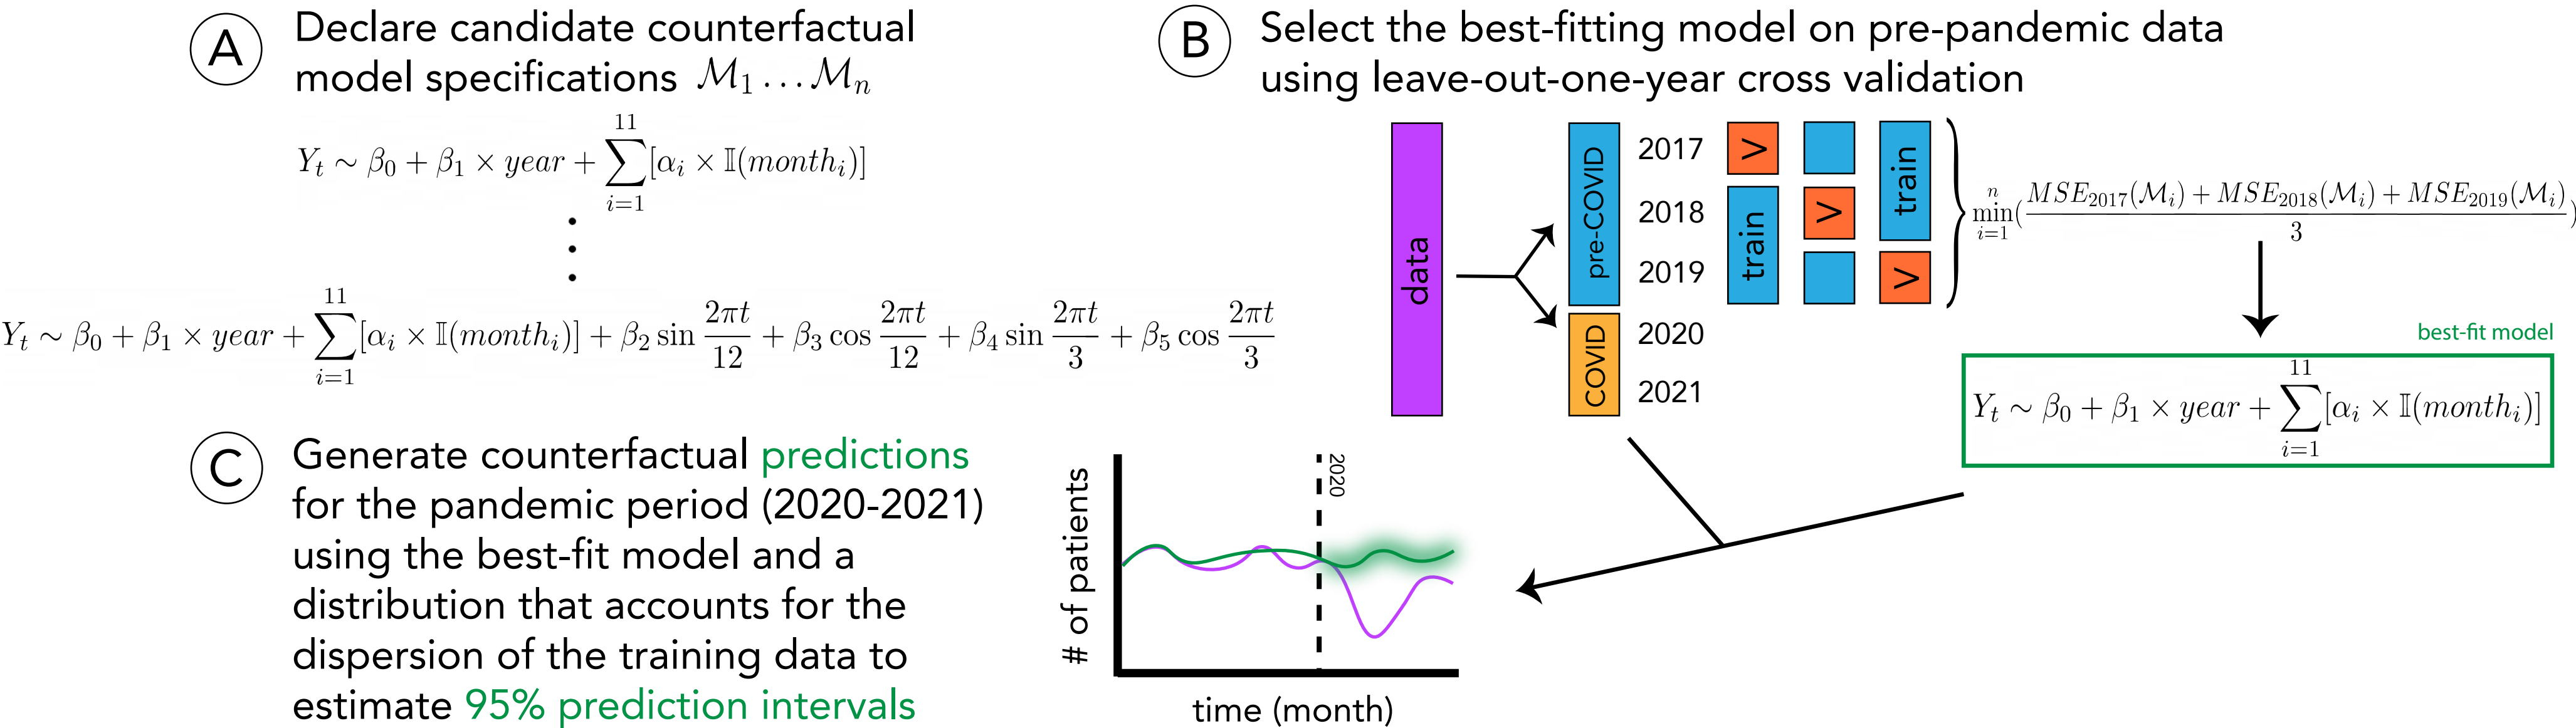 A
Declare candidate counterfactual
model specifications ℳ₁ … ℳₙ
Yₜ ∼ β₀ + β₁ × year + ∑_{i=1}^{11} [αᵢ × 𝕀(monthᵢ)]
Yₜ ∼ β₀ + β₁ × year + ∑_{i=1}^{11} [αᵢ × 𝕀(monthᵢ)] + β₂ sin 2πt/12 + β₃ cos 2πt/12 + β₄ sin 2πt/3 + β₅ cos 2πt/3
B
Select the best-fitting model on pre-pandemic data
using leave-out-one-year cross validation
data
pre-COVID
COVID
2017
2018
2019
2020
2021
V
train
V
train
V
min_{i=1}^{n} ( (MSE₂₀₁₇(ℳᵢ) + MSE₂₀₁₈(ℳᵢ) + MSE₂₀₁₉(ℳᵢ)) / 3 )
best-fit model
Yₜ ∼ β₀ + β₁ × year + ∑_{i=1}^{11} [αᵢ × 𝕀(monthᵢ)]
C
Generate counterfactual predictions
for the pandemic period (2020-2021)
using the best-fit model and a
distribution that accounts for the
dispersion of the training data to
estimate 95% prediction intervals
# of patients
2020
time (month)